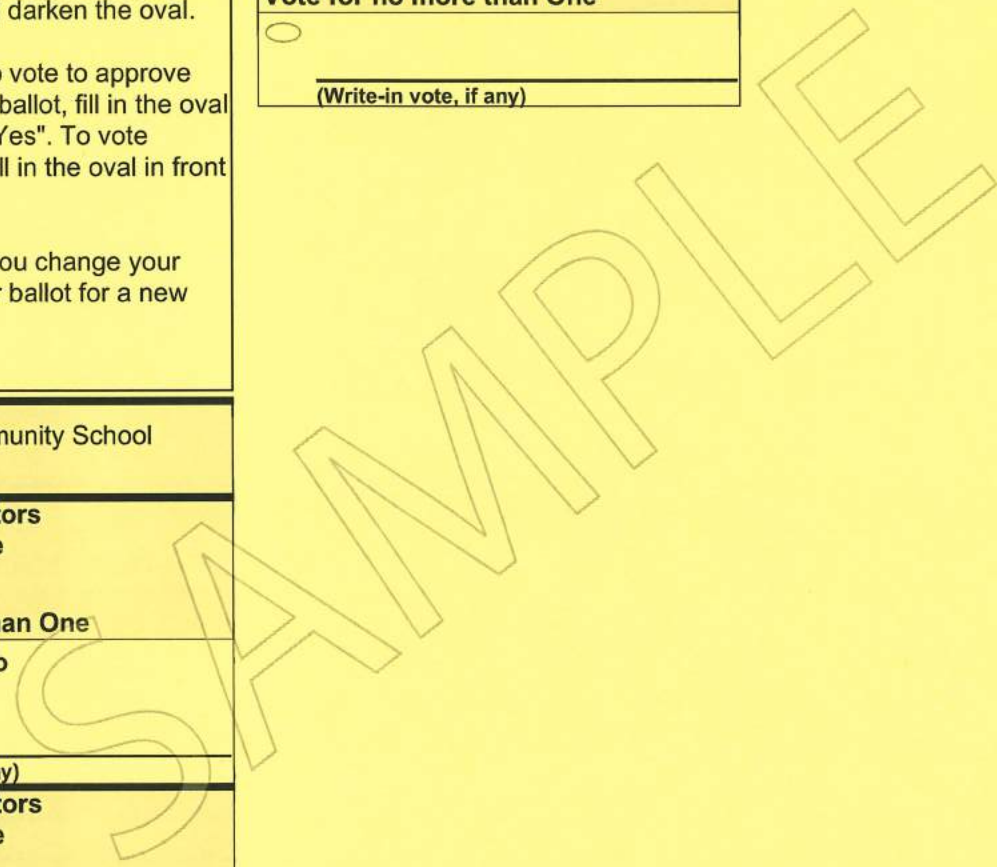 darken the oval.
vote to approve
ballot, fill in the oval
Yes". To vote
ll in the oval in front
ou change your
ballot for a new
munity School
tors
e
an One
y)
tors
e
Vote for no more than One
(Write-in vote, if any)
SAMPLE